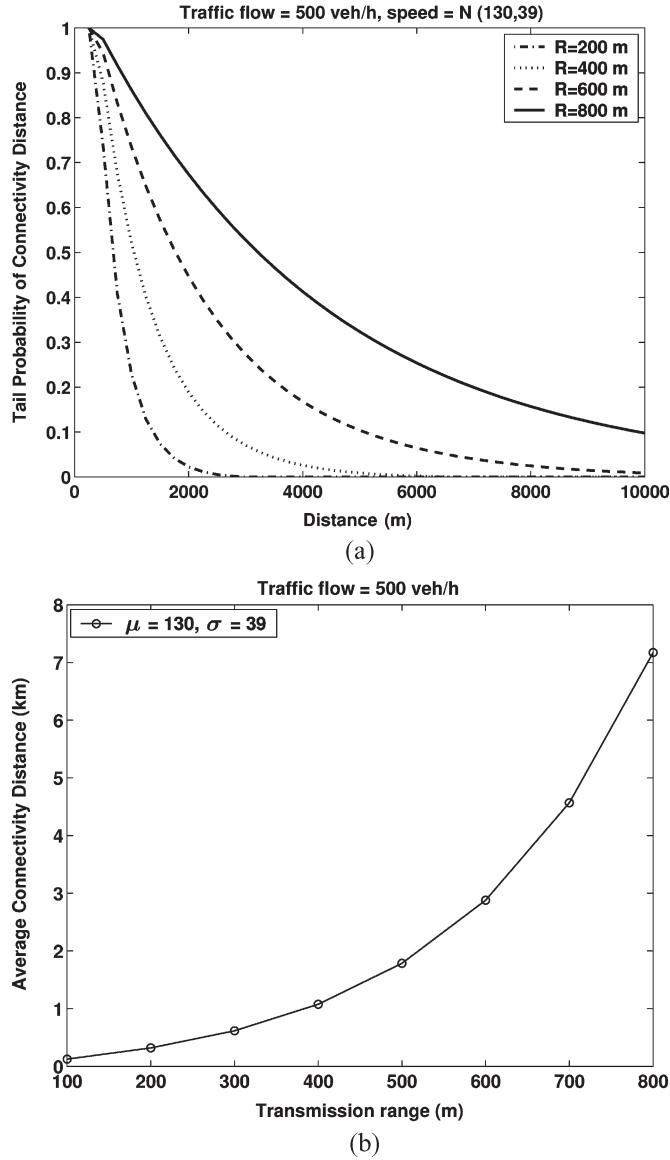 Traffic flow = 500 veh/h, speed = N (130,39)
Tail Probability of Connectivity Distance
1
0.9
0.8
0.7
0.6
0.5
0.4
0.3
0.2
0.1
0
R=200 m
R=400 m
R=600 m
R=800 m
0 2000 4000 6000 8000 10000
Distance (m)
(a)
Traffic flow = 500 veh/h
Average Connectivity Distance (km)
8
7
6
5
4
3
2
1
0
μ = 130, σ = 39
100 200 300 400 500 600 700 800
Transmission range (m)
(b)